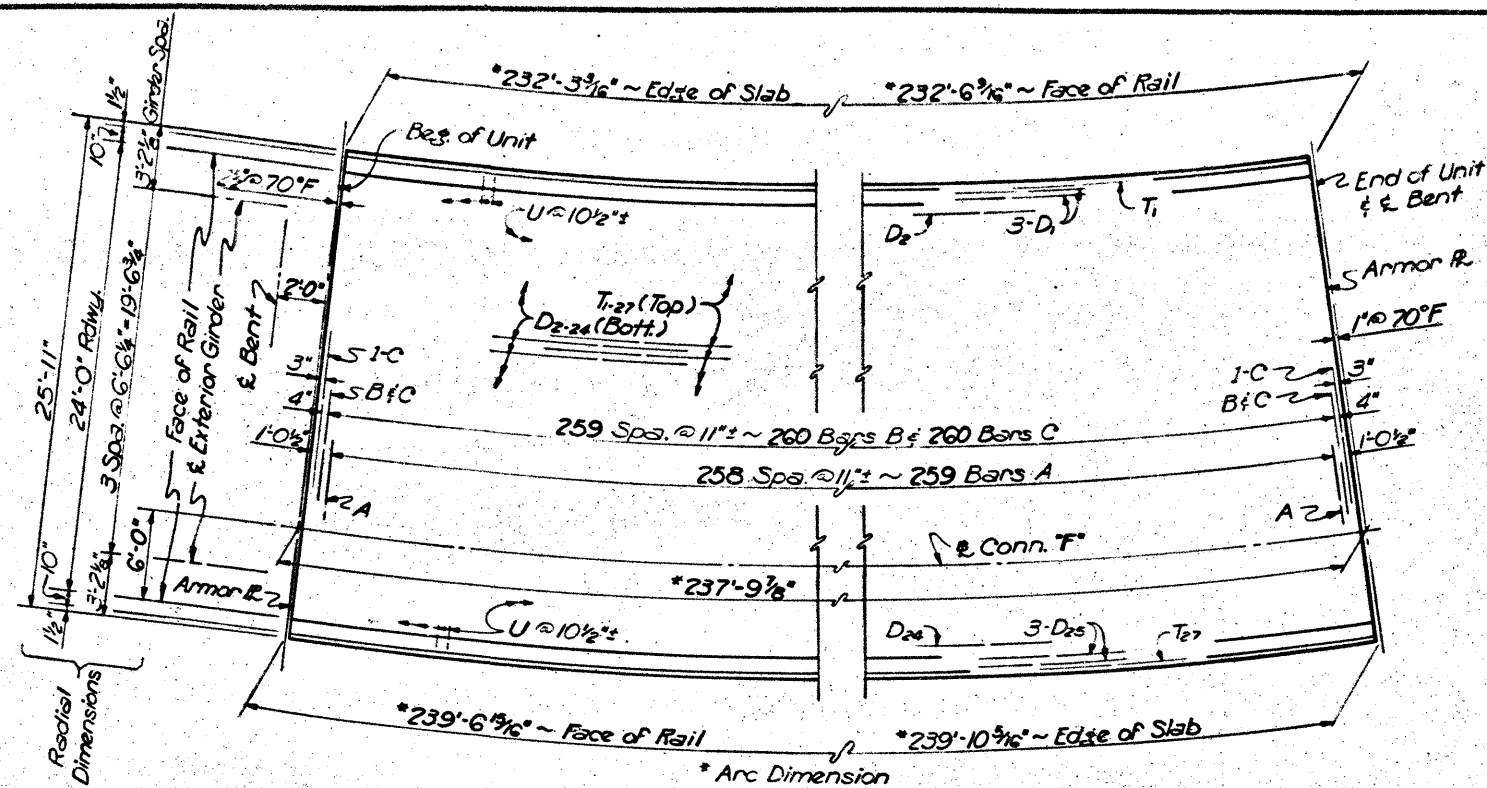 *232'-3 3/16" ~ Edge of Slab
*232'-6 9/16" ~ Face of Rail
Beg. of Unit
1 1/2"
10"
3'-2 1/8"
Girder Spa.
@ 70°F
U @ 10 1/2" ±
D2
3-D1
T1
End of Unit
& ℄ Bent
Armor ℞
1" @ 70°F
25'-11"
24'-0" Rdwy.
3 Spa. @ 6'-6 1/4" = 19'-6 3/4"
Face of Rail
℄ Exterior Girder
℄ Bent
2'-0"
T1-27 (Top)
D2-24 (Bott.)
1-C
3"
B & C
4"
1'-0 1/2"
1-C
3"
B & C
4"
1'-0 1/2"
259 Spa. @ 11" ± ~ 260 Bars B & 260 Bars C
258 Spa. @ 11" ± ~ 259 Bars A
A
A
6'-0"
℄ Conn. "F"
*237'-9 7/8"
10"
3'-2 1/8"
1 1/2"
Armor ℞
U @ 10 1/2" ±
D24
3-D25
T27
Radial
Dimensions
*239'-6 15/16" ~ Face of Rail
*239'-10 5/16" ~ Edge of Slab
* Arc Dimension